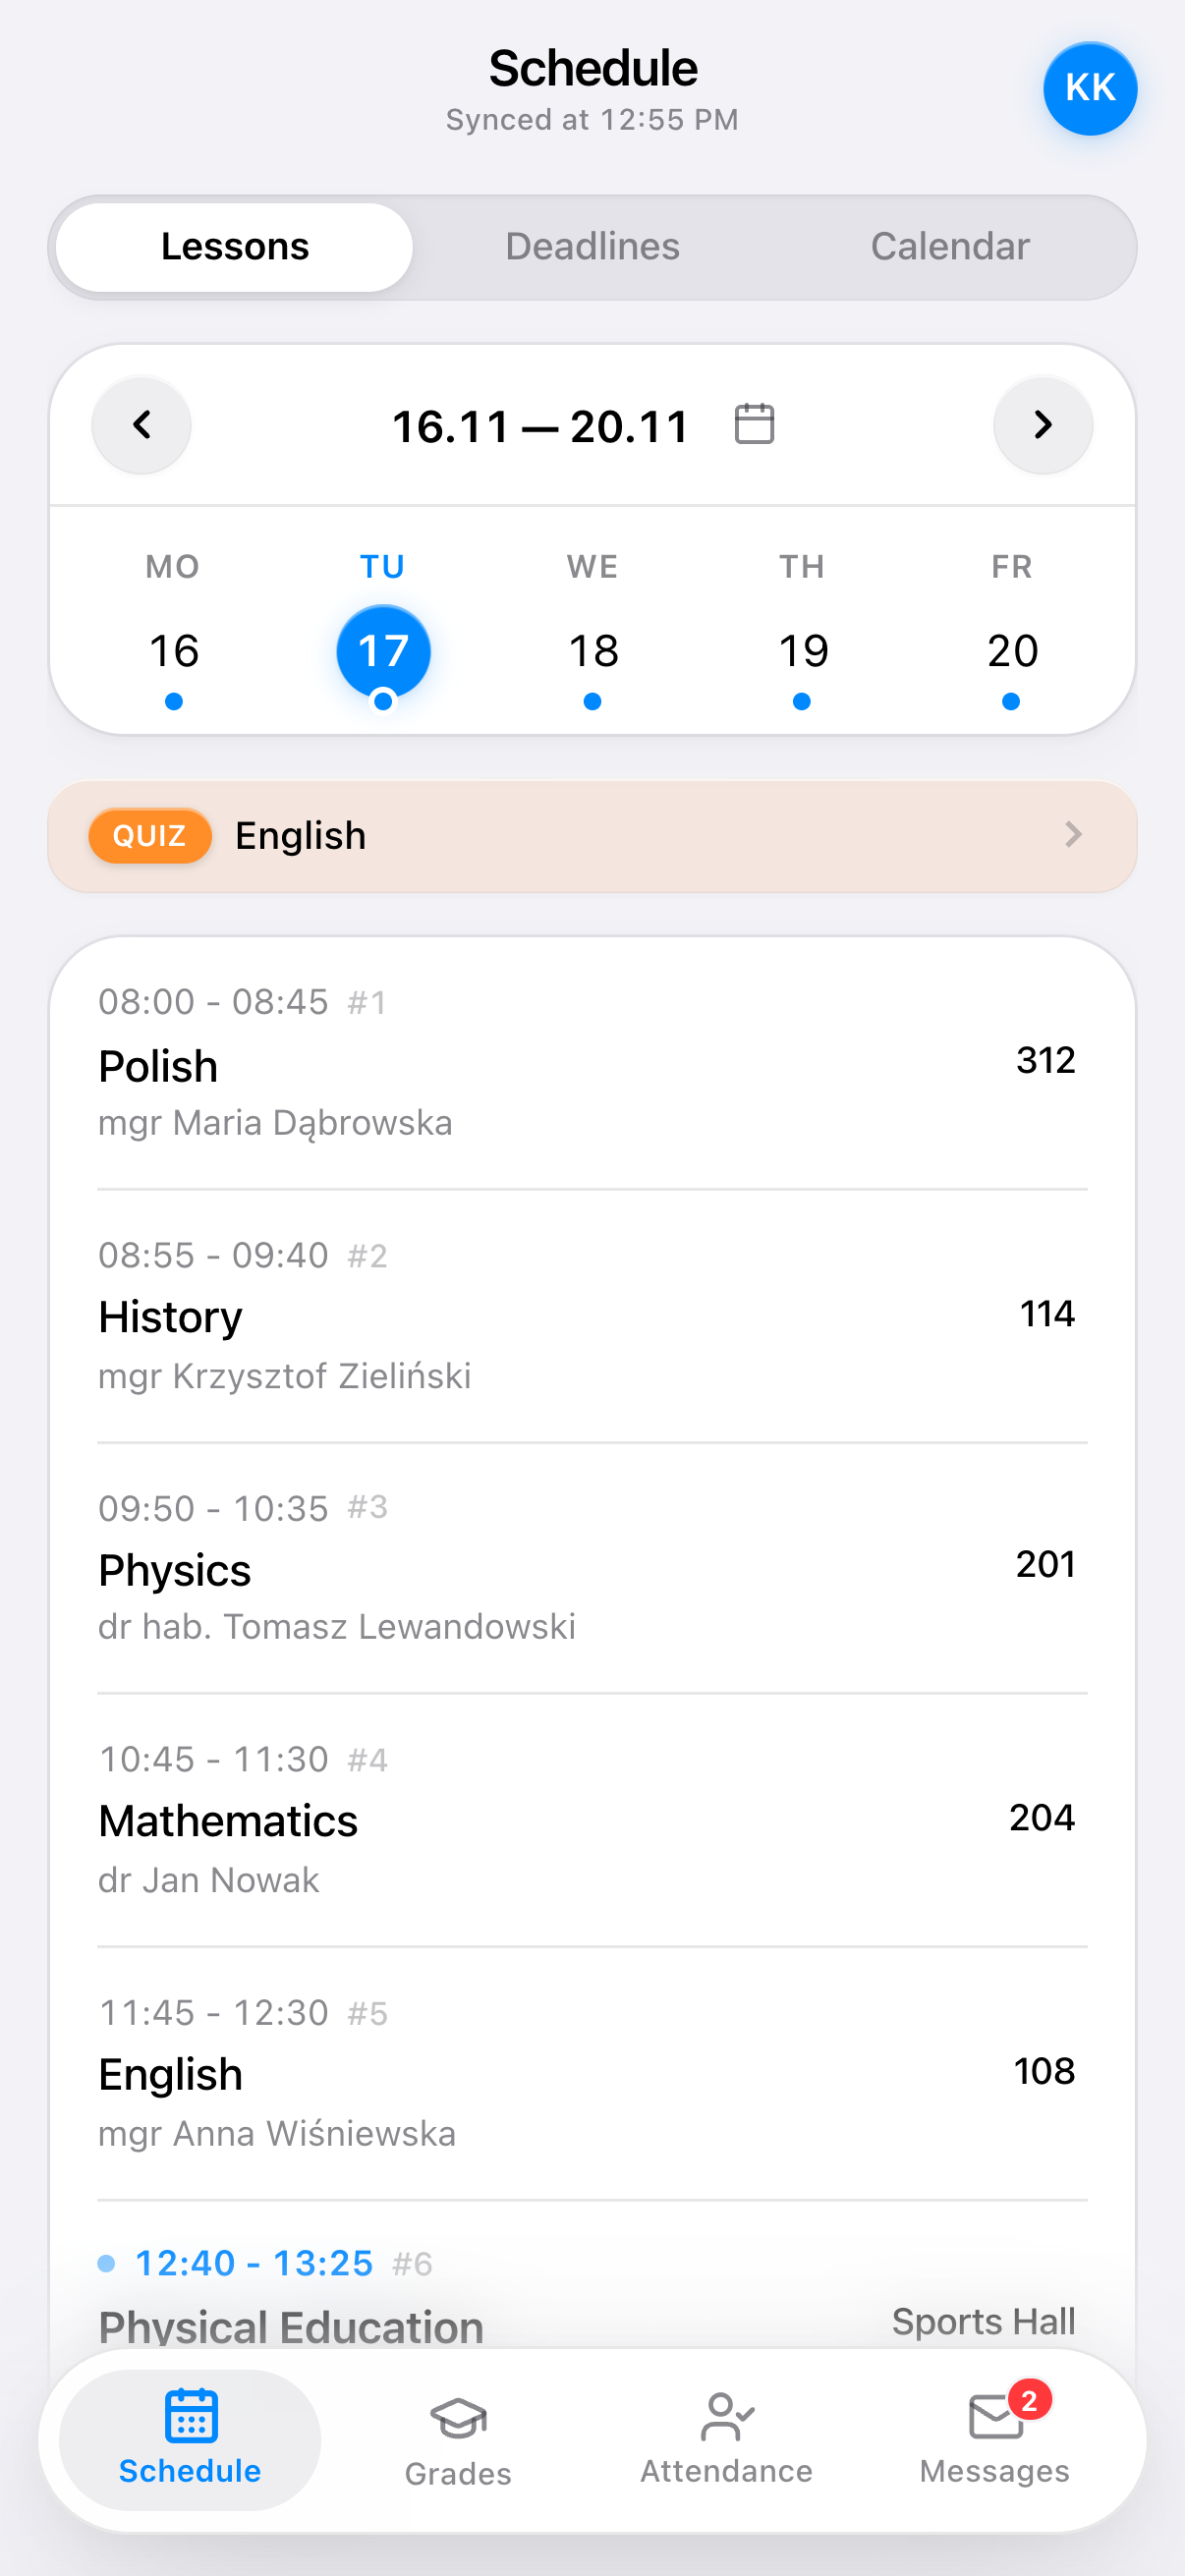 Schedule
Synced at 12:55 PM
KK
Lessons Deadlines Calendar
16.11 — 20.11
MO TU WE TH FR
16 17 18 19 20
QUIZ English
08:00 - 08:45 #1
Polish 312
mgr Maria Dąbrowska
08:55 - 09:40 #2
History 114
mgr Krzysztof Zieliński
09:50 - 10:35 #3
Physics 201
dr hab. Tomasz Lewandowski
10:45 - 11:30 #4
Mathematics 204
dr Jan Nowak
11:45 - 12:30 #5
English 108
mgr Anna Wiśniewska
12:40 - 13:25 #6
Physical Education Sports Hall
2
Schedule Grades Attendance Messages